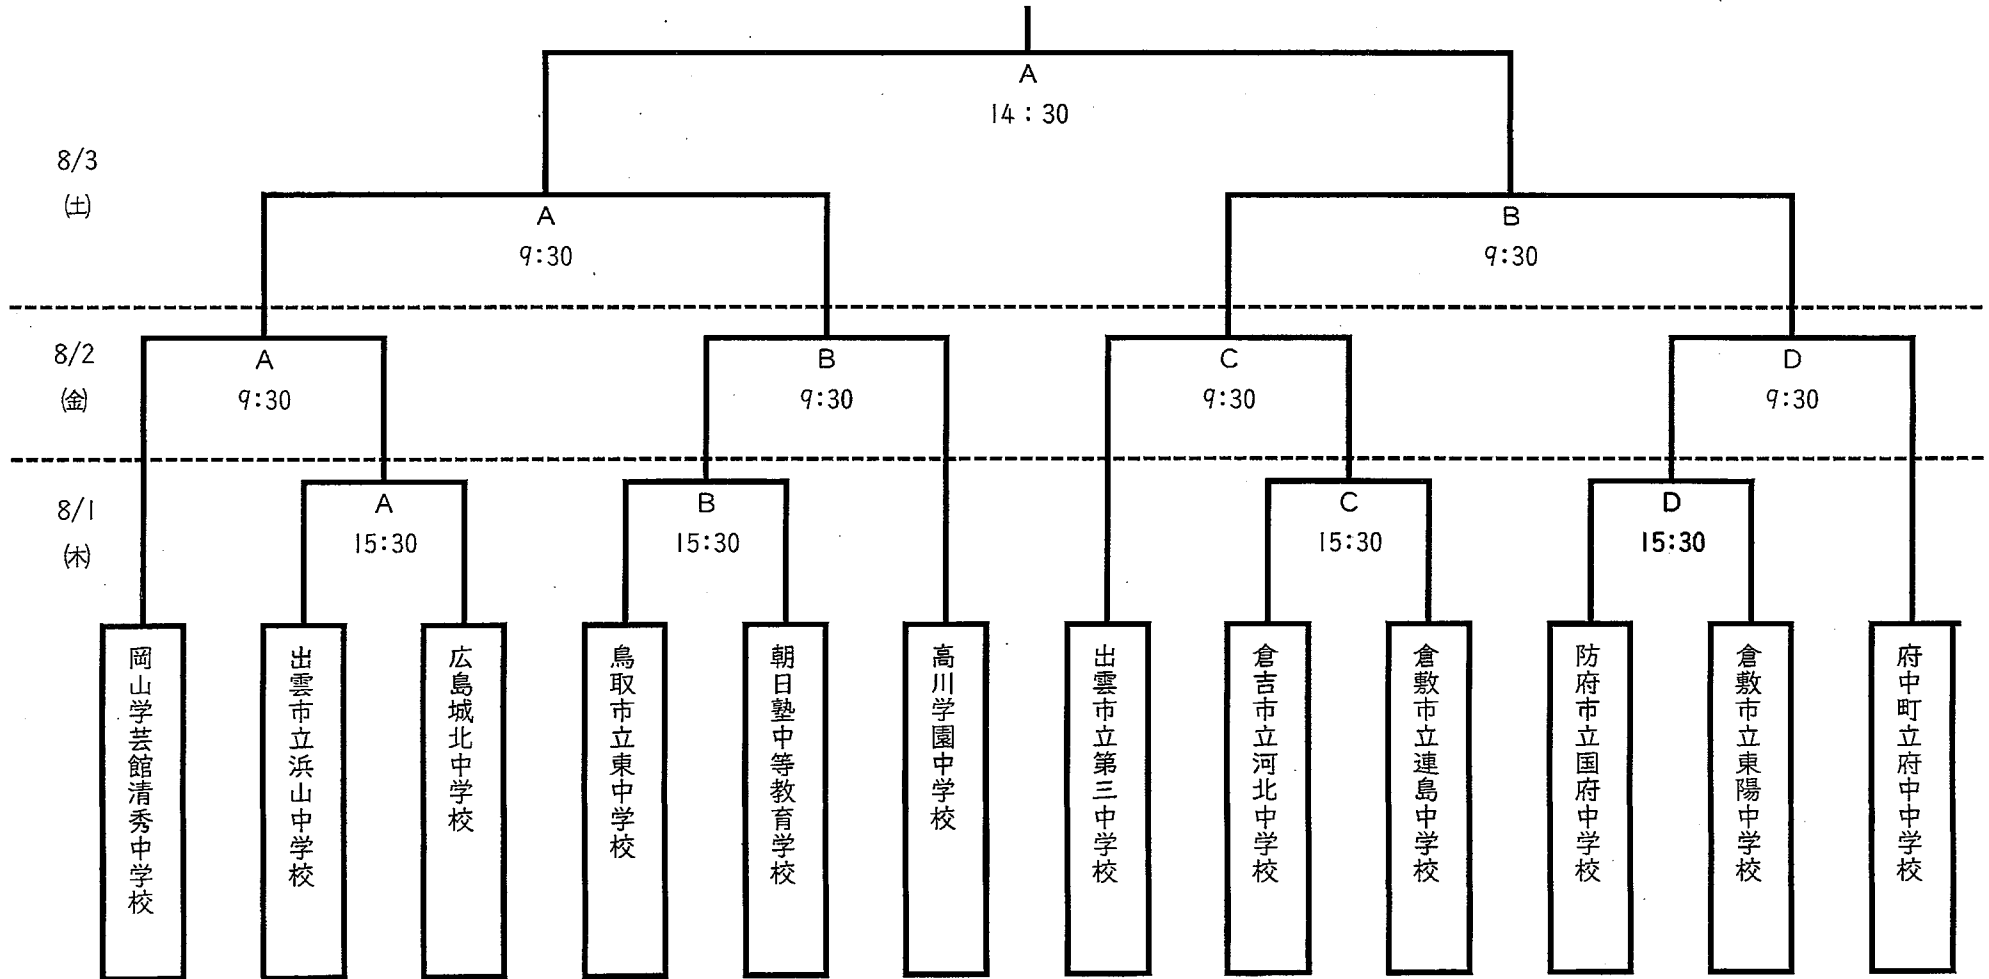 A
14:30
8/3
(土)
A
9:30
B
9:30
8/2
(金)
A
9:30
B
9:30
C
9:30
D
9:30
8/1
(木)
A
15:30
B
15:30
C
15:30
D
15:30
岡山学芸館清秀中学校
出雲市立浜山中学校
広島城北中学校
鳥取市立東中学校
朝日塾中等教育学校
高川学園中学校
出雲市立第三中学校
倉吉市立河北中学校
倉敷市立連島中学校
防府市立国府中学校
倉敷市立東陽中学校
府中町立府中中学校